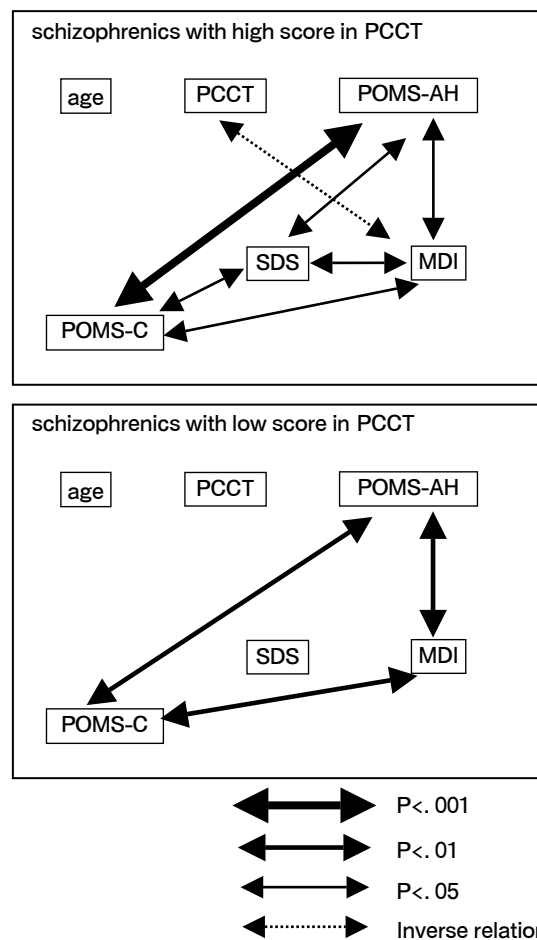 schizophrenics with high score in PCCT
age PCCT POMS-AH
SDS MDI
POMS-C
schizophrenics with low score in PCCT
age PCCT POMS-AH
SDS MDI
POMS-C
P<. 001
P<. 01
P<. 05
Inverse relation